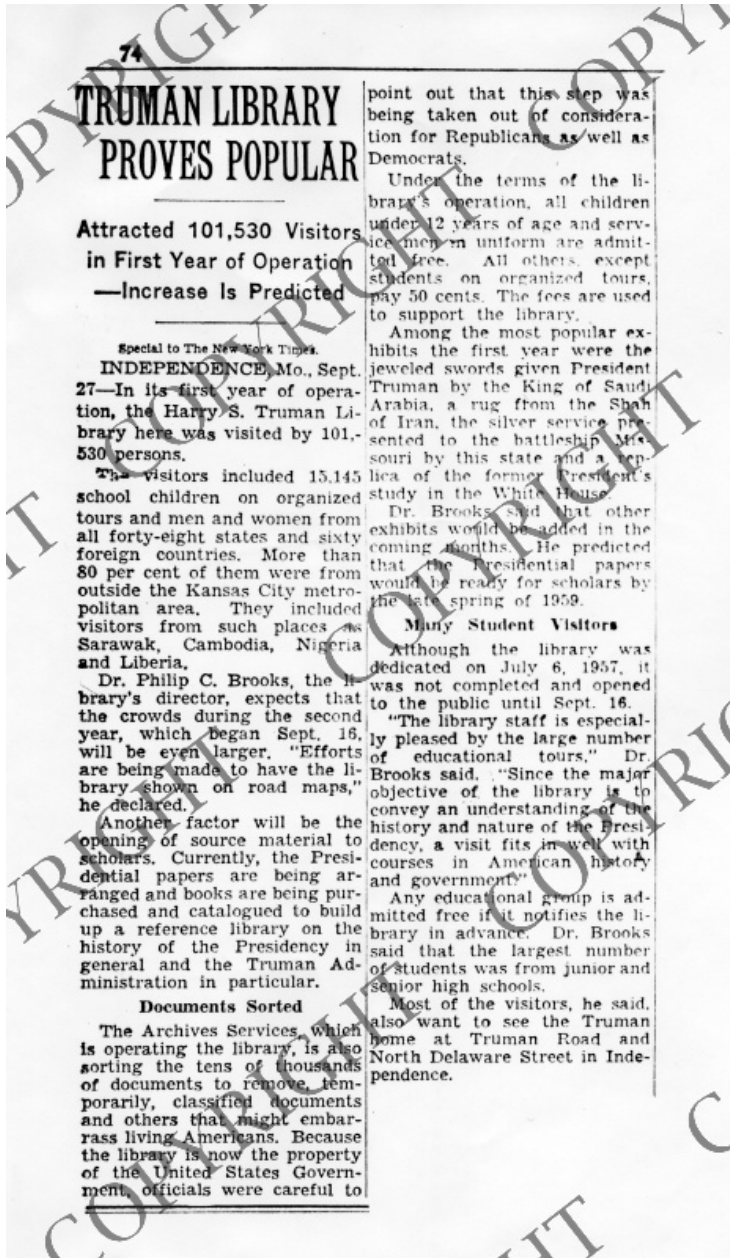 74
TRUMAN LIBRARY
PROVES POPULAR
Attracted 101,530 Visitors
in First Year of Operation
—Increase Is Predicted
Special to The New York Times.
INDEPENDENCE, Mo., Sept.
27—In its first year of opera-
tion, the Harry S. Truman Li-
brary here was visited by 101,-
530 persons.
The visitors included 15,145
school children on organized
tours and men and women from
all forty-eight states and sixty
foreign countries. More than
80 per cent of them were from
outside the Kansas City metro-
politan area. They included
visitors from such places as
Sarawak, Cambodia, Nigeria
and Liberia.
Dr. Philip C. Brooks, the li-
brary's director, expects that
the crowds during the second
year, which began Sept. 16,
will be even larger. "Efforts
are being made to have the li-
brary shown on road maps,"
he declared.
Another factor will be the
opening of source material to
scholars. Currently, the Presi-
dential papers are being ar-
ranged and books are being pur-
chased and catalogued to build
up a reference library on the
history of the Presidency in
general and the Truman Ad-
ministration in particular.
Documents Sorted
The Archives Services, which
is operating the library, is also
sorting the tens of thousands
of documents to remove, tem-
porarily, classified documents
and others that might embar-
rass living Americans. Because
the library is now the property
of the United States Govern-
ment, officials were careful to
point out that this step was
being taken out of considera-
tion for Republicans as well as
Democrats.
Under the terms of the li-
brary's operation, all children
under 12 years of age and serv-
ice men in uniform are admit-
ted free. All others, except
students on organized tours,
pay 50 cents. The fees are used
to support the library.
Among the most popular ex-
hibits the first year were the
jeweled swords given President
Truman by the King of Saudi
Arabia, a rug from the Shah
of Iran, the silver service pre-
sented to the battleship Mis-
souri by this state and a rep-
lica of the former President's
study in the White House.
Dr. Brooks said that other
exhibits would be added in the
coming months. He predicted
that the Presidential papers
would be ready for scholars by
the late spring of 1959.
Many Student Visitors
Although the library was
dedicated on July 6, 1957, it
was not completed and opened
to the public until Sept. 16.
"The library staff is especial-
ly pleased by the large number
of educational tours," Dr.
Brooks said. "Since the major
objective of the library is to
convey an understanding of the
history and nature of the Presi-
dency, a visit fits in well with
courses in American history
and government."
Any educational group is ad-
mitted free if it notifies the li-
brary in advance. Dr. Brooks
said that the largest number
of students was from junior and
senior high schools.
Most of the visitors, he said,
also want to see the Truman
home at Truman Road and
North Delaware Street in Inde-
pendence.
COPYRIGHT
COPYRIGHT
COPYRIGHT
COPYRIGHT
COPYRIGHT
COPYRIGHT